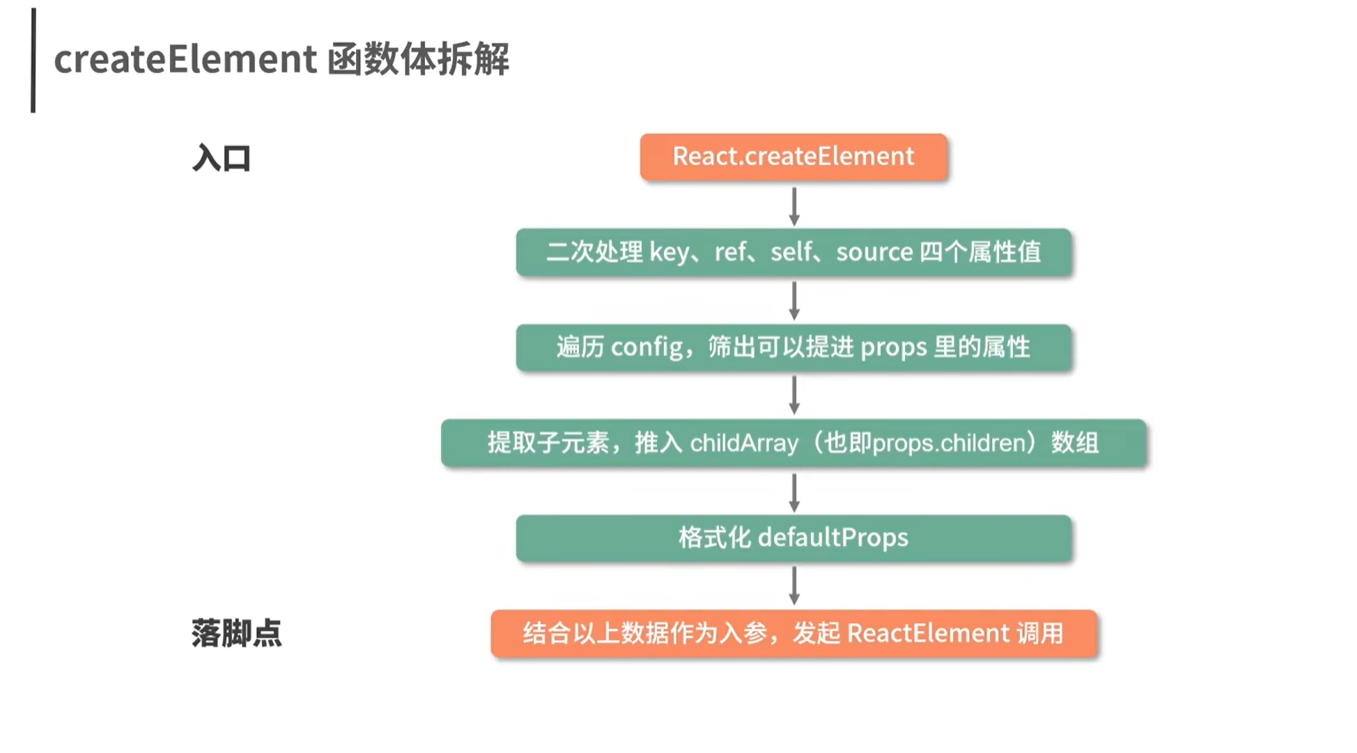 createElement 函数体拆解
入口
React.createElement
二次处理 key、ref、self、source 四个属性值
遍历 config，筛出可以提进 props 里的属性
提取子元素，推入 childArray（也即props.children）数组
格式化 defaultProps
落脚点
结合以上数据作为入参，发起 ReactElement 调用